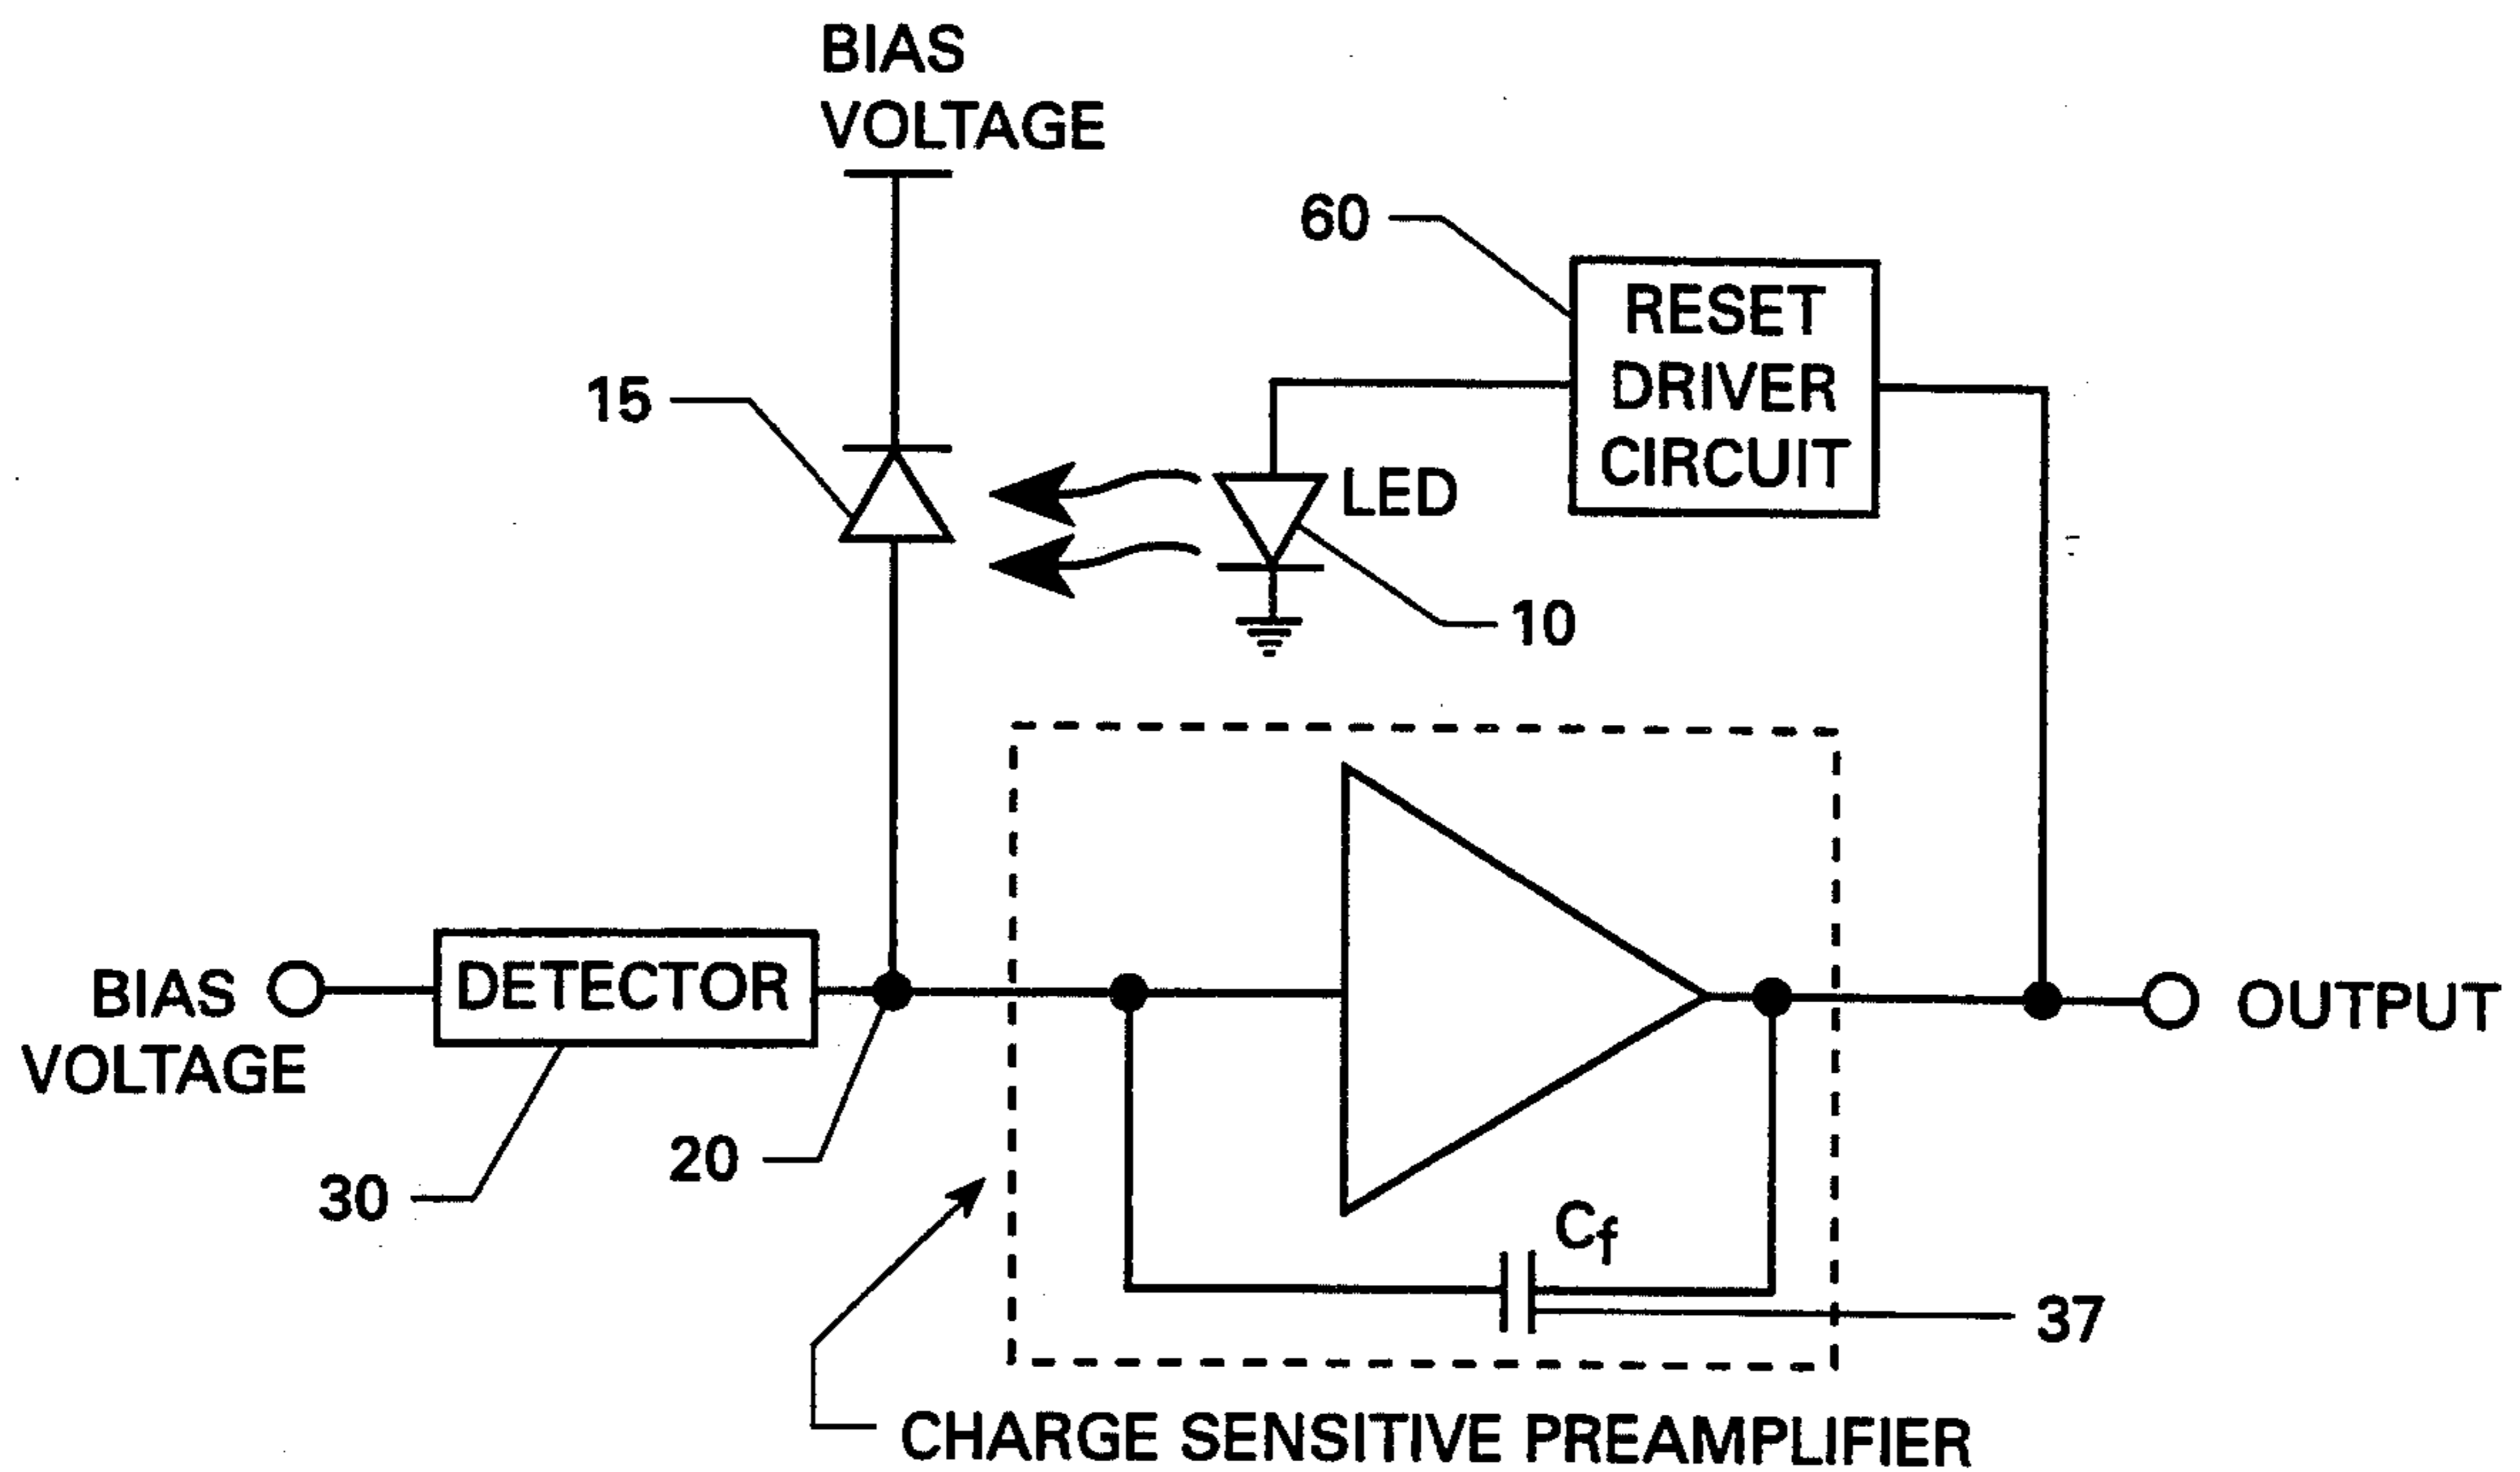 BIAS
VOLTAGE
60
RESET
DRIVER
CIRCUIT
15
LED
10
BIAS
VOLTAGE
DETECTOR
OUTPUT
20
30
Cf
37
CHARGE SENSITIVE PREAMPLIFIER